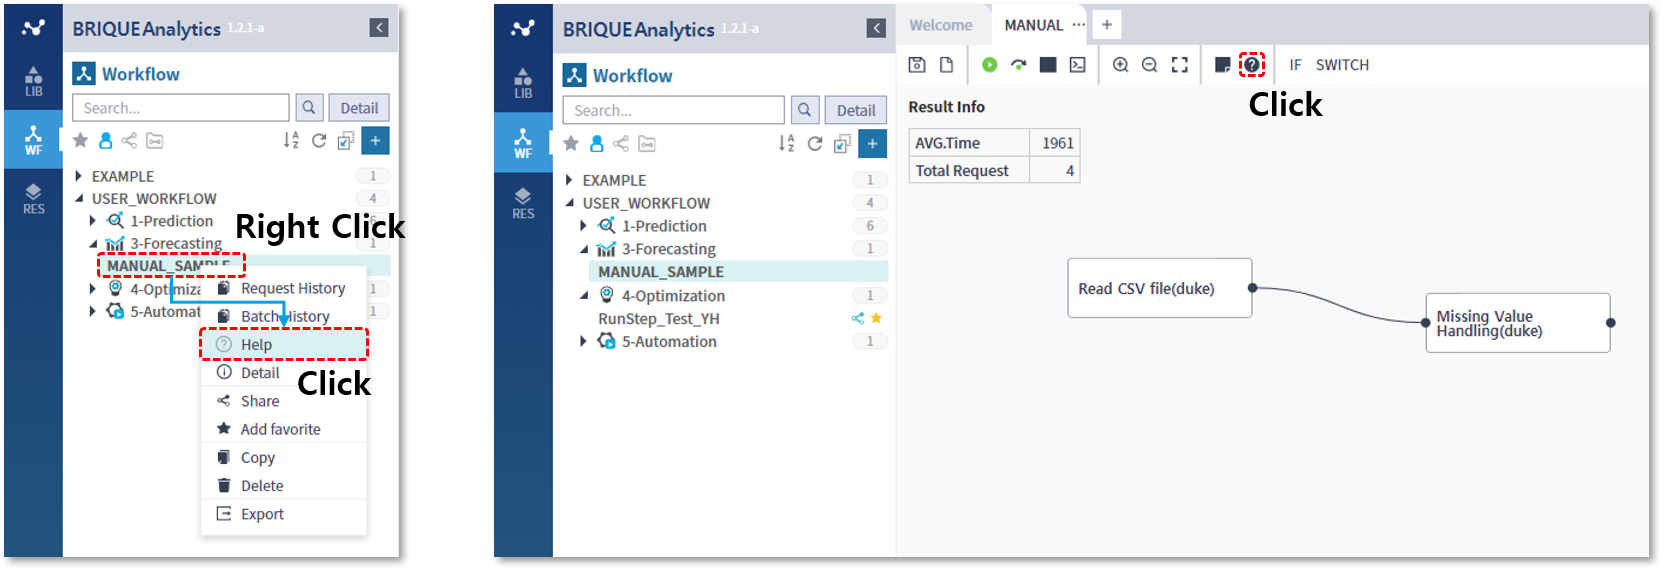 BRIQUEAnalytics 1.2.1-a
Workflow
LIB
Search...
Detail
WF
EXAMPLE 1
RES
USER_WORKFLOW 4
1-Prediction
Right Click
3-Forecasting 1
MANUAL_SAMPLE
Request History
4-Optimiza 1
Batch History
5-Automat 1
Help
Click
Detail
Share
Add favorite
Copy
Delete
Export
BRIQUEAnalytics 1.2.1-a
Workflow
LIB
Search...
Detail
WF
EXAMPLE 1
RES
USER_WORKFLOW 4
1-Prediction 6
3-Forecasting 1
MANUAL_SAMPLE
4-Optimization 1
RunStep_Test_YH
5-Automation 1
Welcome
MANUAL ···
IF SWITCH
Click
Result Info
AVG.Time 1961
Total Request 4
Read CSV file(duke)
Missing Value
Handling(duke)